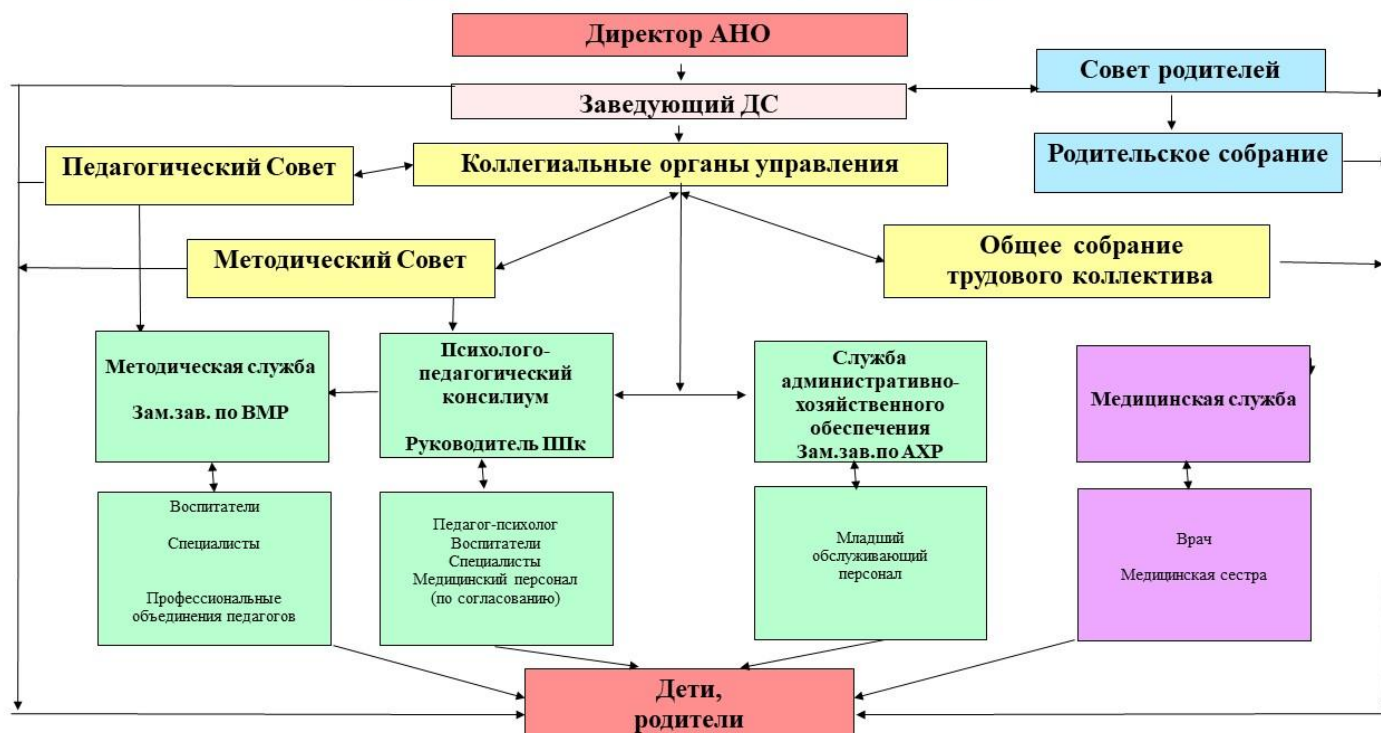 Директор АНО
Совет родителей
Заведующий ДС
Педагогический Совет
Коллегиальные органы управления
Родительское собрание
Методический Совет
Общее собрание
трудового коллектива
Методическая служба
Зам.зав. по ВМР
Психолого-
педагогический
консилиум
Руководитель ППк
Служба
административно-
хозяйственного
обеспечения
Зам.зав.по АХР
Медицинская служба
Воспитатели
Специалисты
Профессиональные
объединения педагогов
Педагог-психолог
Воспитатели
Специалисты
Медицинский персонал
(по согласованию)
Младший
обслуживающий
персонал
Врач
Медицинская сестра
Дети,
родители